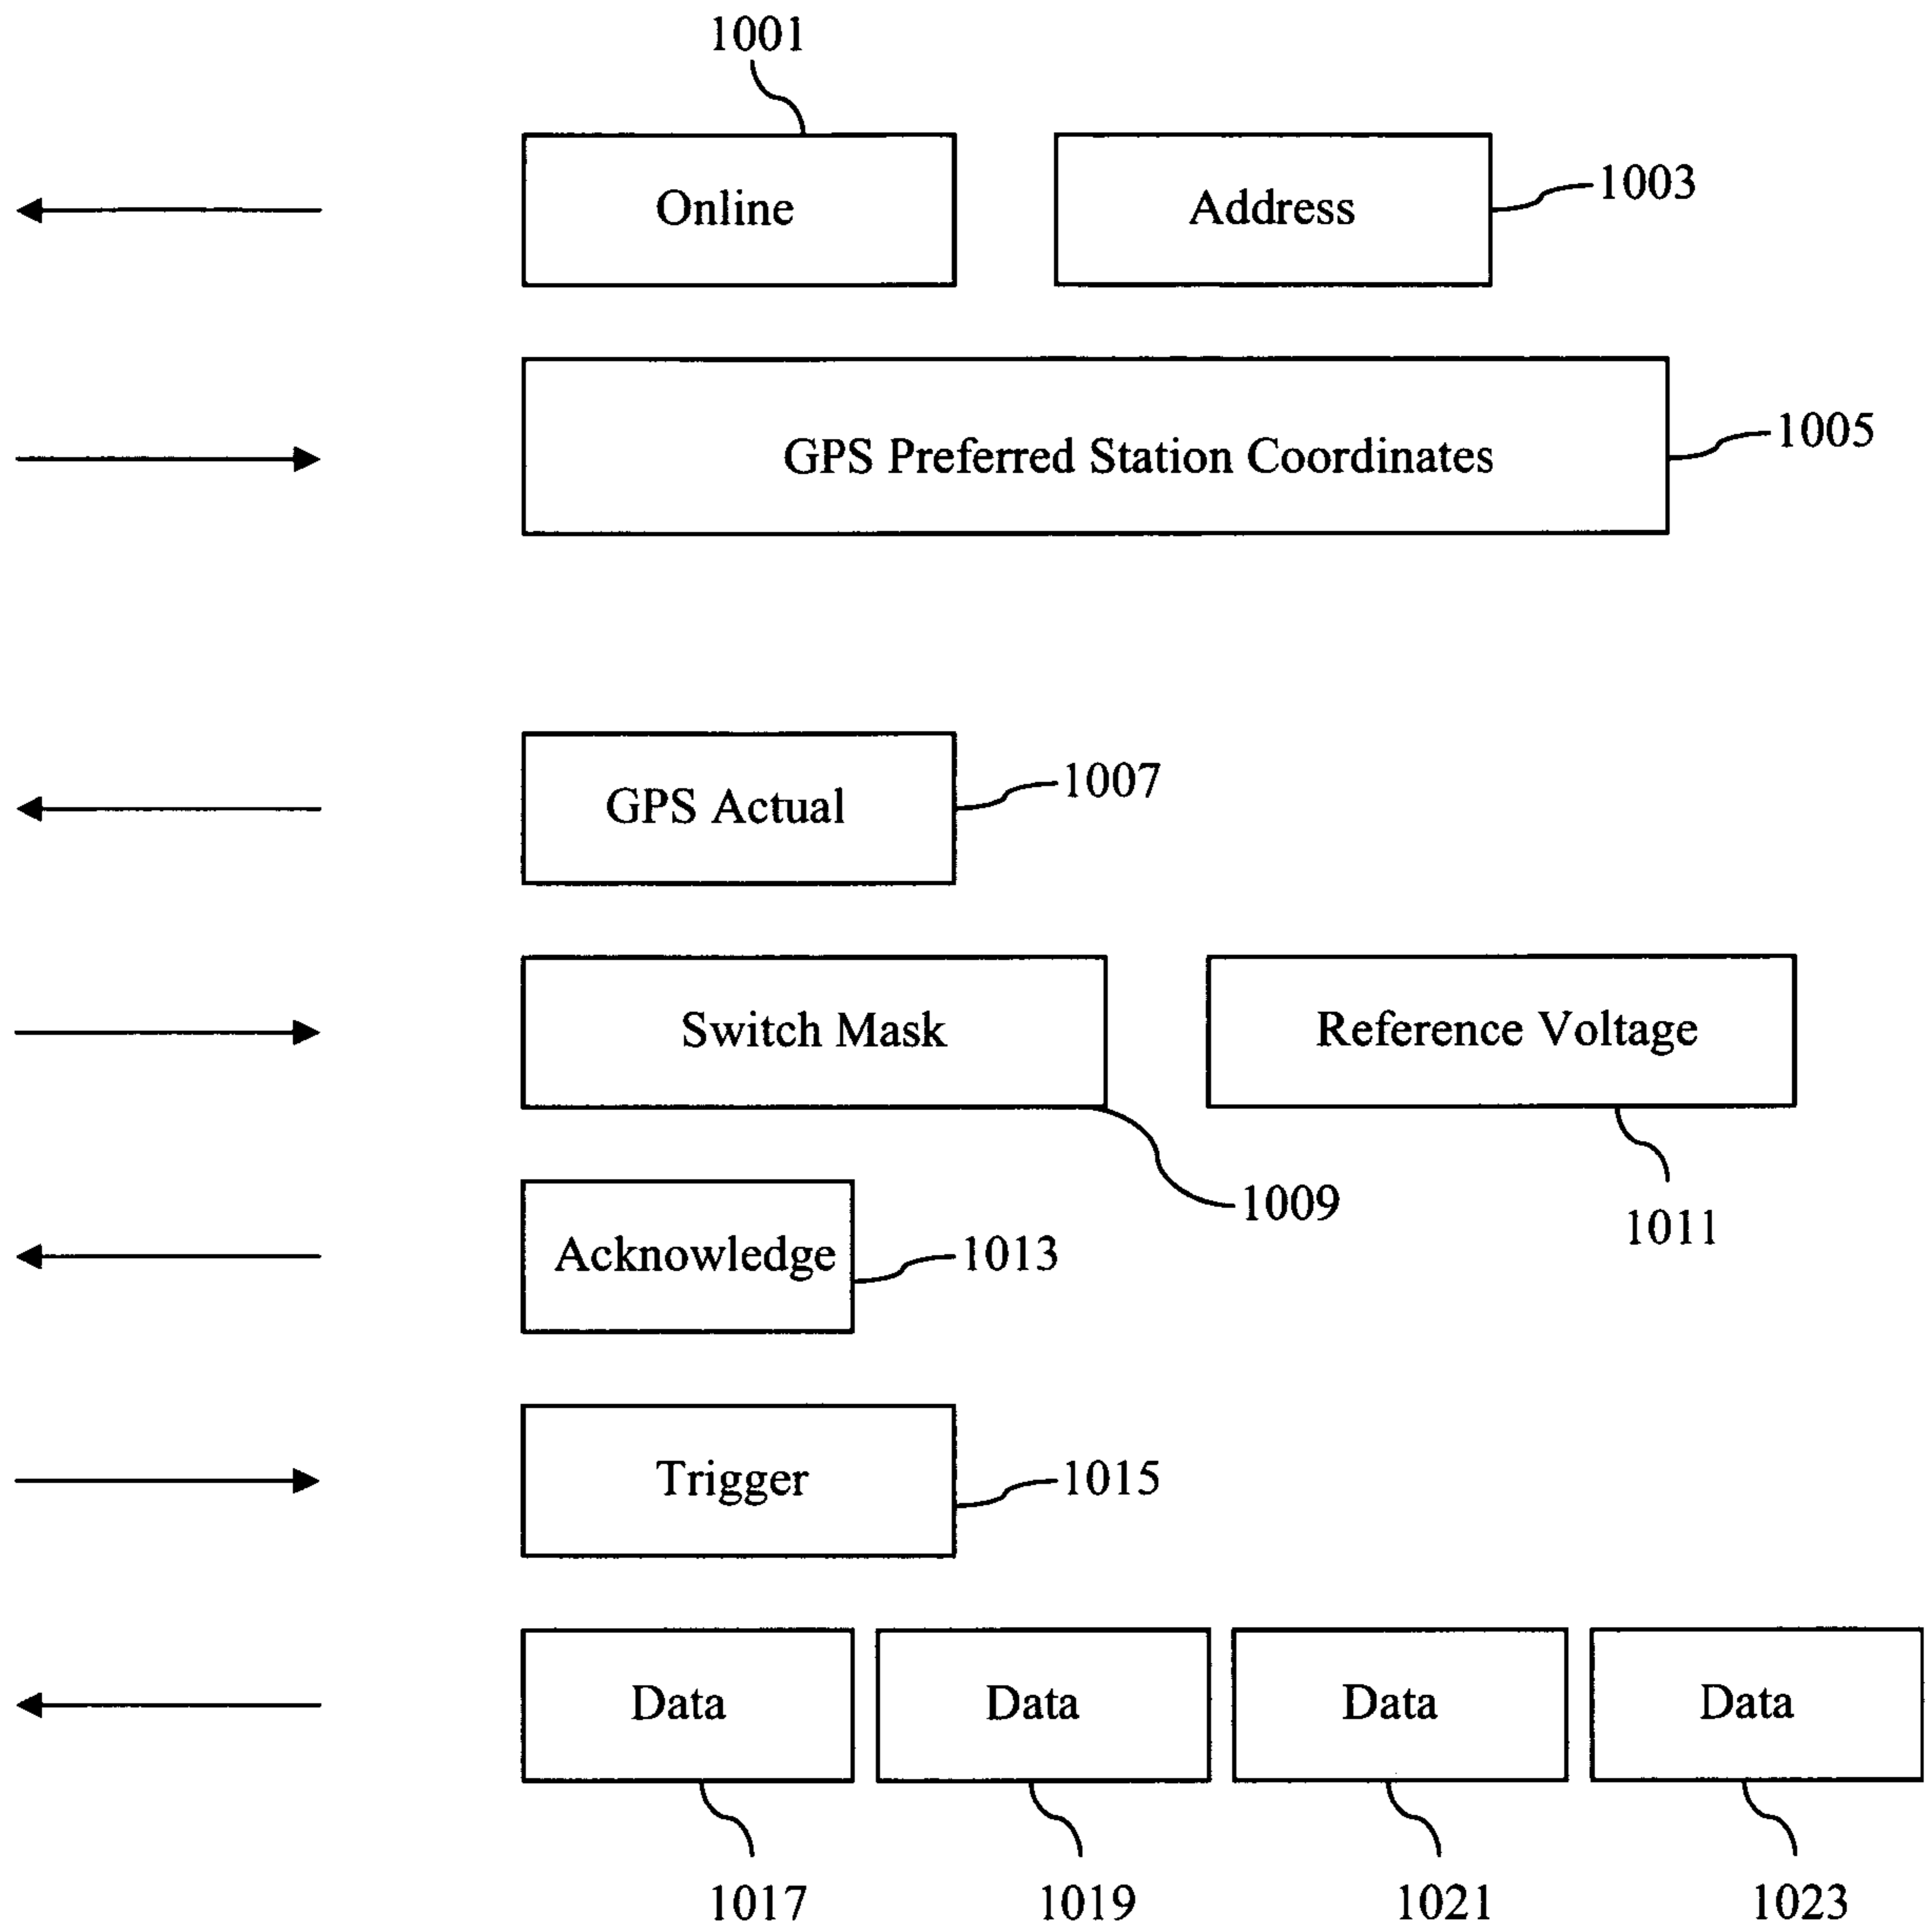 1001
Online
Address
1003
GPS Preferred Station Coordinates
1005
GPS Actual
1007
Switch Mask
Reference Voltage
1009
1011
Acknowledge
1013
Trigger
1015
Data
Data
Data
Data
1017
1019
1021
1023